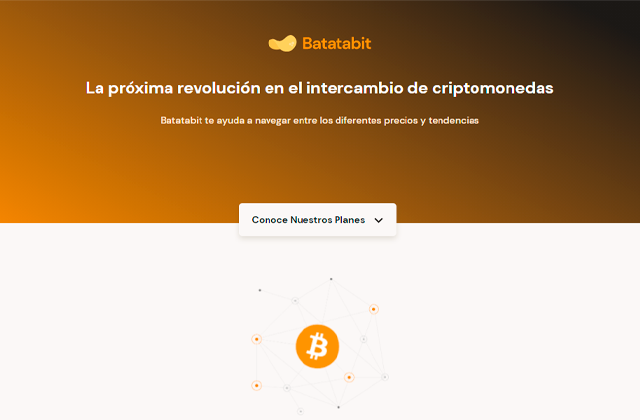 Batatabit
La próxima revolución en el intercambio de criptomonedas
Batatabit te ayuda a navegar entre los diferentes precios y tendencias
Conoce Nuestros Planes